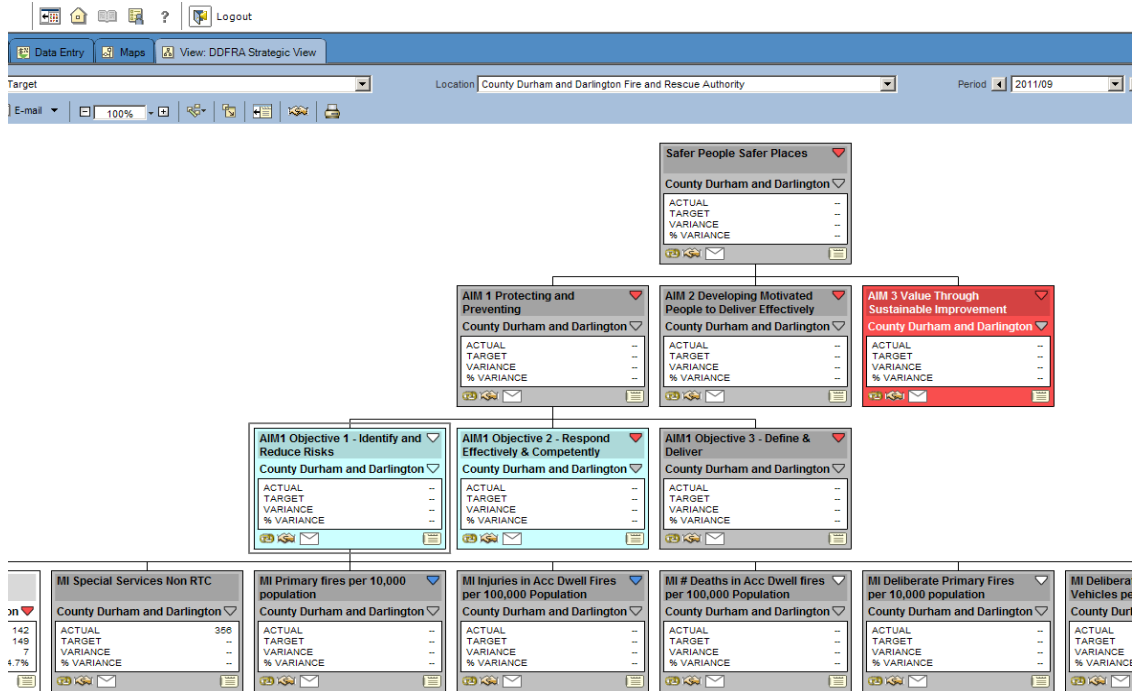 ? Logout
Data Entry Maps View: DDFRA Strategic View
Target Location County Durham and Darlington Fire and Rescue Authority Period 2011/09
E-mail 100%
Safer People Safer Places
County Durham and Darlington
ACTUAL --
TARGET --
VARIANCE --
% VARIANCE --
AIM 1 Protecting and
Preventing
County Durham and Darlington
ACTUAL --
TARGET --
VARIANCE --
% VARIANCE --
AIM 2 Developing Motivated
People to Deliver Effectively
County Durham and Darlington
ACTUAL --
TARGET --
VARIANCE --
% VARIANCE --
AIM 3 Value Through
Sustainable Improvement
County Durham and Darlington
ACTUAL --
TARGET --
VARIANCE --
% VARIANCE --
AIM1 Objective 1 - Identify and
Reduce Risks
County Durham and Darlington
ACTUAL --
TARGET --
VARIANCE --
% VARIANCE --
AIM1 Objective 2 - Respond
Effectively & Competently
County Durham and Darlington
ACTUAL --
TARGET --
VARIANCE --
% VARIANCE --
AIM1 Objective 3 - Define &
Deliver
County Durham and Darlington
ACTUAL --
TARGET --
VARIANCE --
% VARIANCE --
on
142
149
7
4.7%
MI Special Services Non RTC
County Durham and Darlington
ACTUAL 356
TARGET --
VARIANCE --
% VARIANCE --
MI Primary fires per 10,000
population
County Durham and Darlington
ACTUAL --
TARGET --
VARIANCE --
% VARIANCE --
MI Injuries in Acc Dwell Fires
per 100,000 Population
County Durham and Darlington
ACTUAL --
TARGET --
VARIANCE --
% VARIANCE --
MI # Deaths in Acc Dwell fires
per 100,000 Population
County Durham and Darlington
ACTUAL --
TARGET --
VARIANCE --
% VARIANCE --
MI Deliberate Primary Fires
per 10,000 population
County Durham and Darlington
ACTUAL --
TARGET --
VARIANCE --
% VARIANCE --
MI Delibera
Vehicles pe
County Durh
ACTUAL
TARGET
VARIANCE
% VARIANCE